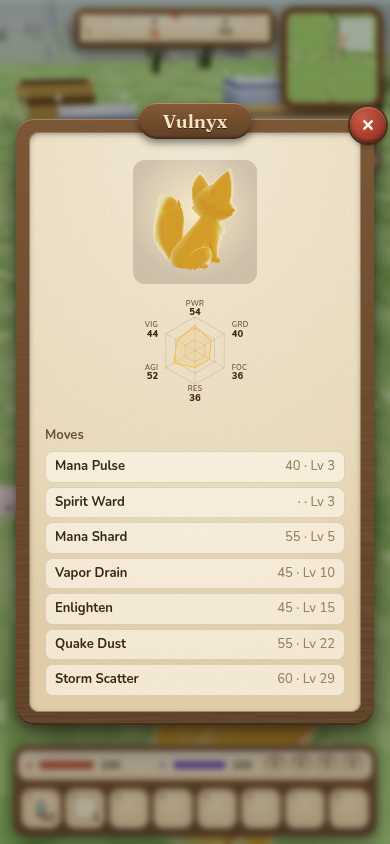 Vulnyx
×
PWR
54
VIG
44
GRD
40
AGI
52
FOC
36
RES
36
Moves
Mana Pulse 40 · Lv 3
Spirit Ward · · Lv 3
Mana Shard 55 · Lv 5
Vapor Drain 45 · Lv 10
Enlighten 45 · Lv 15
Quake Dust 55 · Lv 22
Storm Scatter 60 · Lv 29